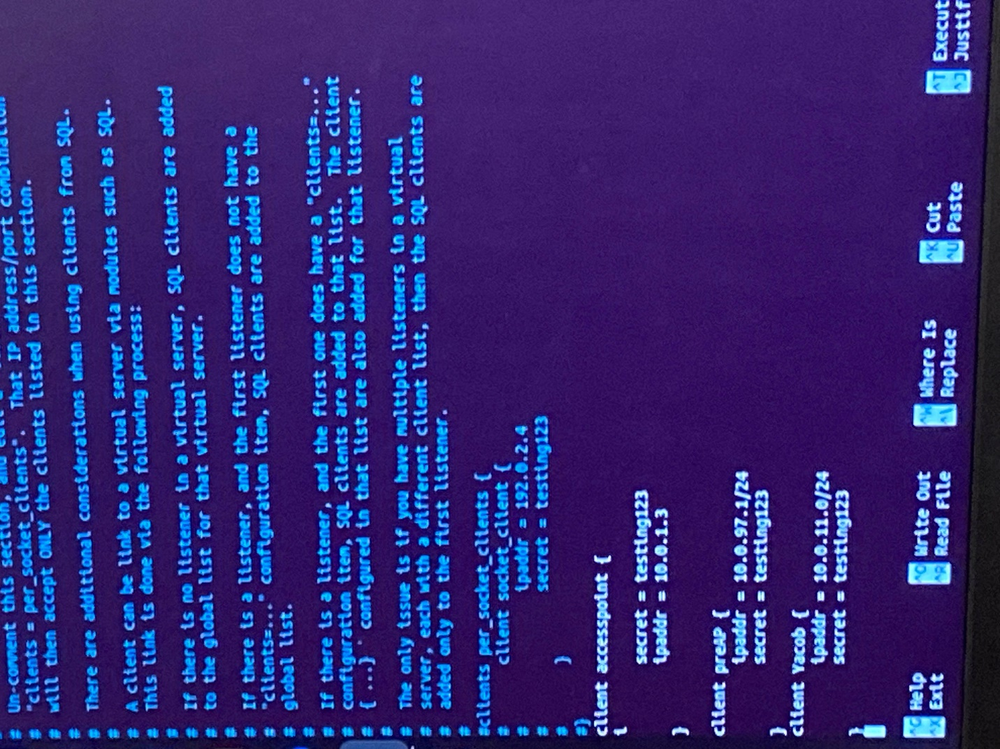 # Un-comment this section, and
# "clients = per_socket_clients". That IP address/port combination
# will then accept ONLY the clients listed in this section.
#
# There are additional considerations when using clients from SQL.
#
# A client can be link to a virtual server via modules such as SQL.
# This link is done via the following process:
#
# If there is no listener in a virtual server, SQL clients are added
# to the global list for that virtual server.
#
# If there is a listener, and the first listener does not have a
# "clients=..." configuration item, SQL clients are added to the
# global list.
#
# If there is a listener, and the first one does have a "clients=..."
# configuration item, SQL clients are added to that list. The client
# { ...} ` configured in that list are also added for that listener.
#
# The only issue is if you have multiple listeners in a virtual
# server, each with a different client list, then the SQL clients are
# added only to the first listener.
#
#clients per_socket_clients {
# client socket_client {
# ipaddr = 192.0.2.4
# secret = testing123
# }
#}
client accesspoint {
i
secret = testing123
ipaddr = 10.0.1.3
}
client preAP {
ipaddr = 10.0.97.1/24
secret = testing123
}
client Yacob {
ipaddr = 10.0.11.0/24
secret = testing123
}
^G Help ^O Write Out ^W Where Is ^K Cut ^T Execut
^X Exit ^R Read File ^\ Replace ^U Paste ^J Justif